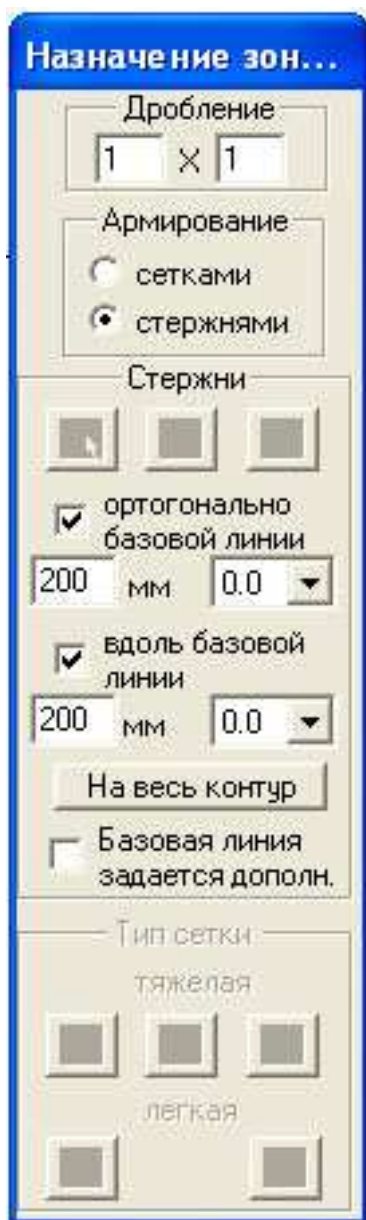 Назначение зон...
Дробление
1 X 1
Армирование
сетками
стержнями
Стержни
ортогонально
базовой линии
200 мм 0.0
вдоль базовой
линии
200 мм 0.0
На весь контур
Базовая линия
задается дополн.
Тип сетки
тяжелая
легкая